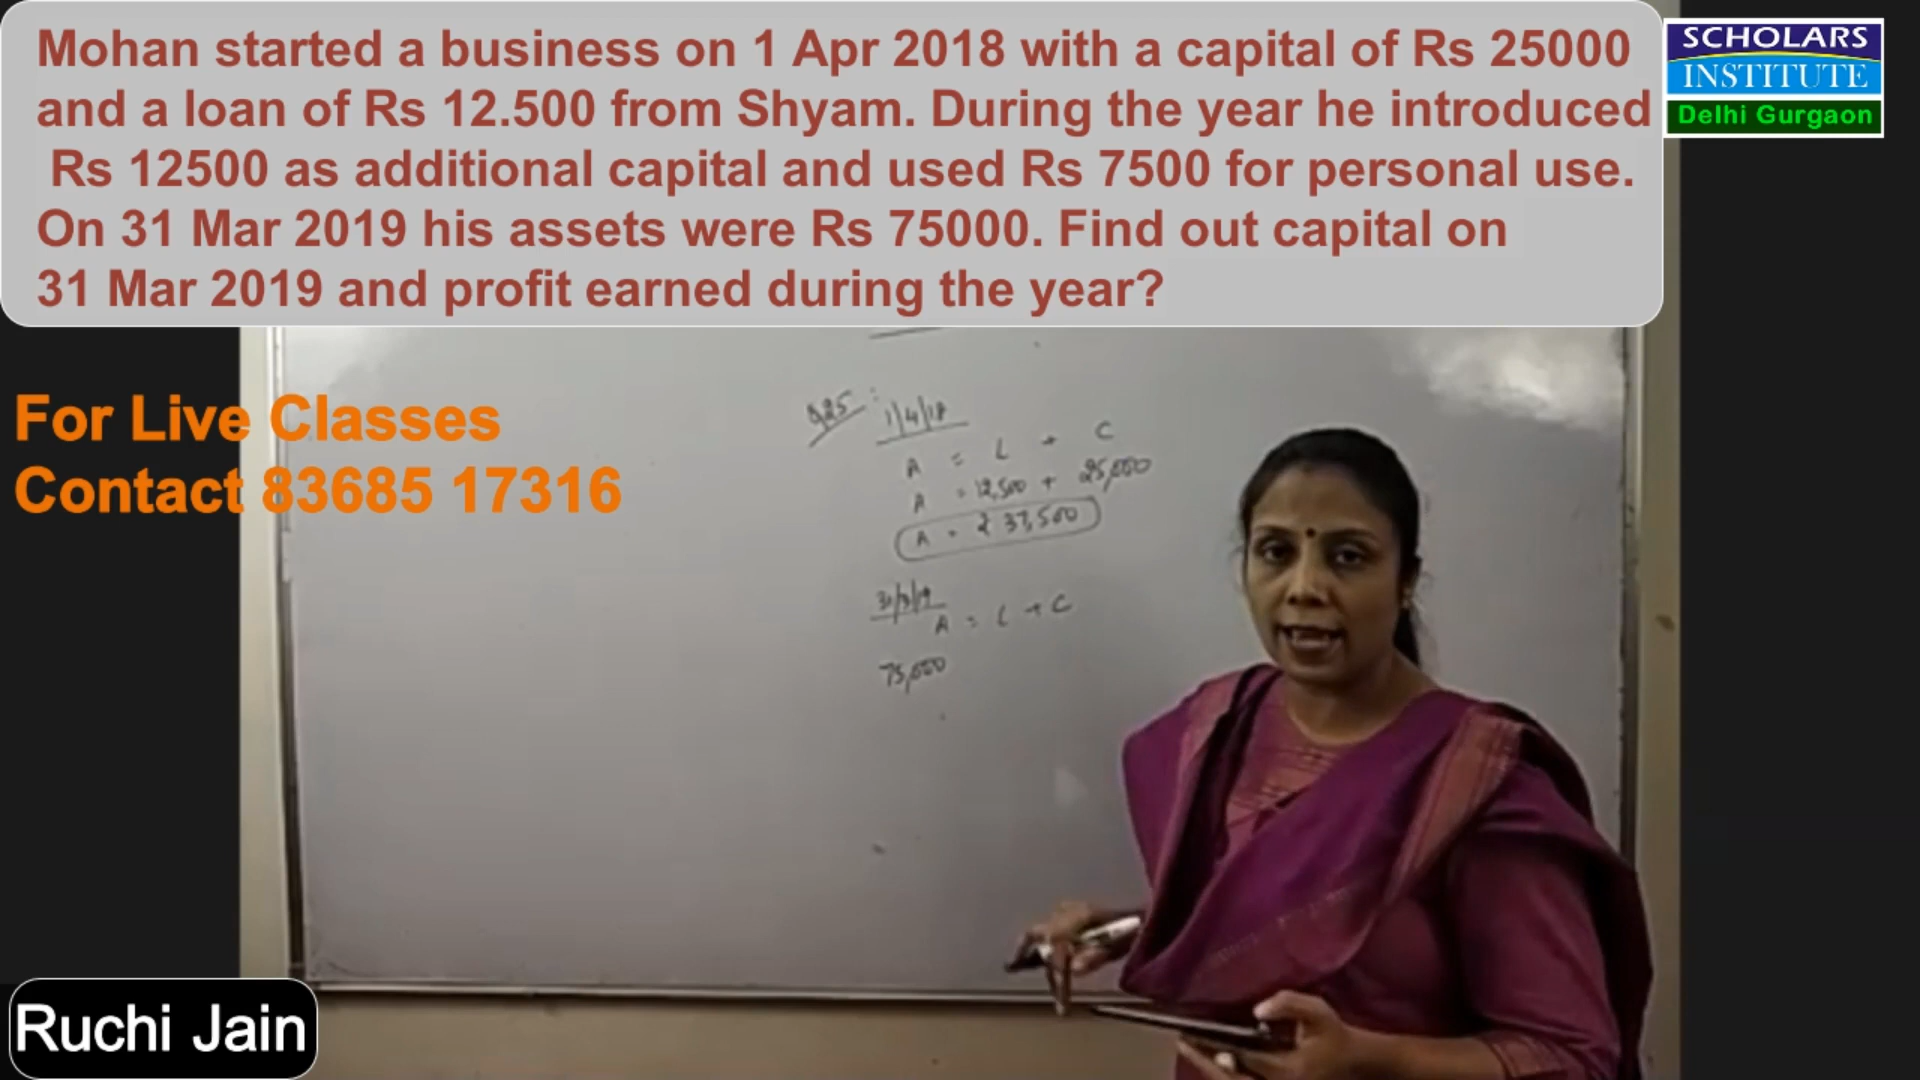 Mohan started a business on 1 Apr 2018 with a capital of Rs 25000
and a loan of Rs 12.500 from Shyam. During the year he introduced
Rs 12500 as additional capital and used Rs 7500 for personal use.
On 31 Mar 2019 his assets were Rs 75000. Find out capital on
31 Mar 2019 and profit earned during the year?
SCHOLARS
INSTITUTE
Delhi Gurgaon
For Live Classes
Contact 83685 17316
Q25 : 1/4/18
A = L + C
A = 12,500 + 25,000
A = ₹ 37,500
31/3/19
A = L + C
75,000
Ruchi Jain